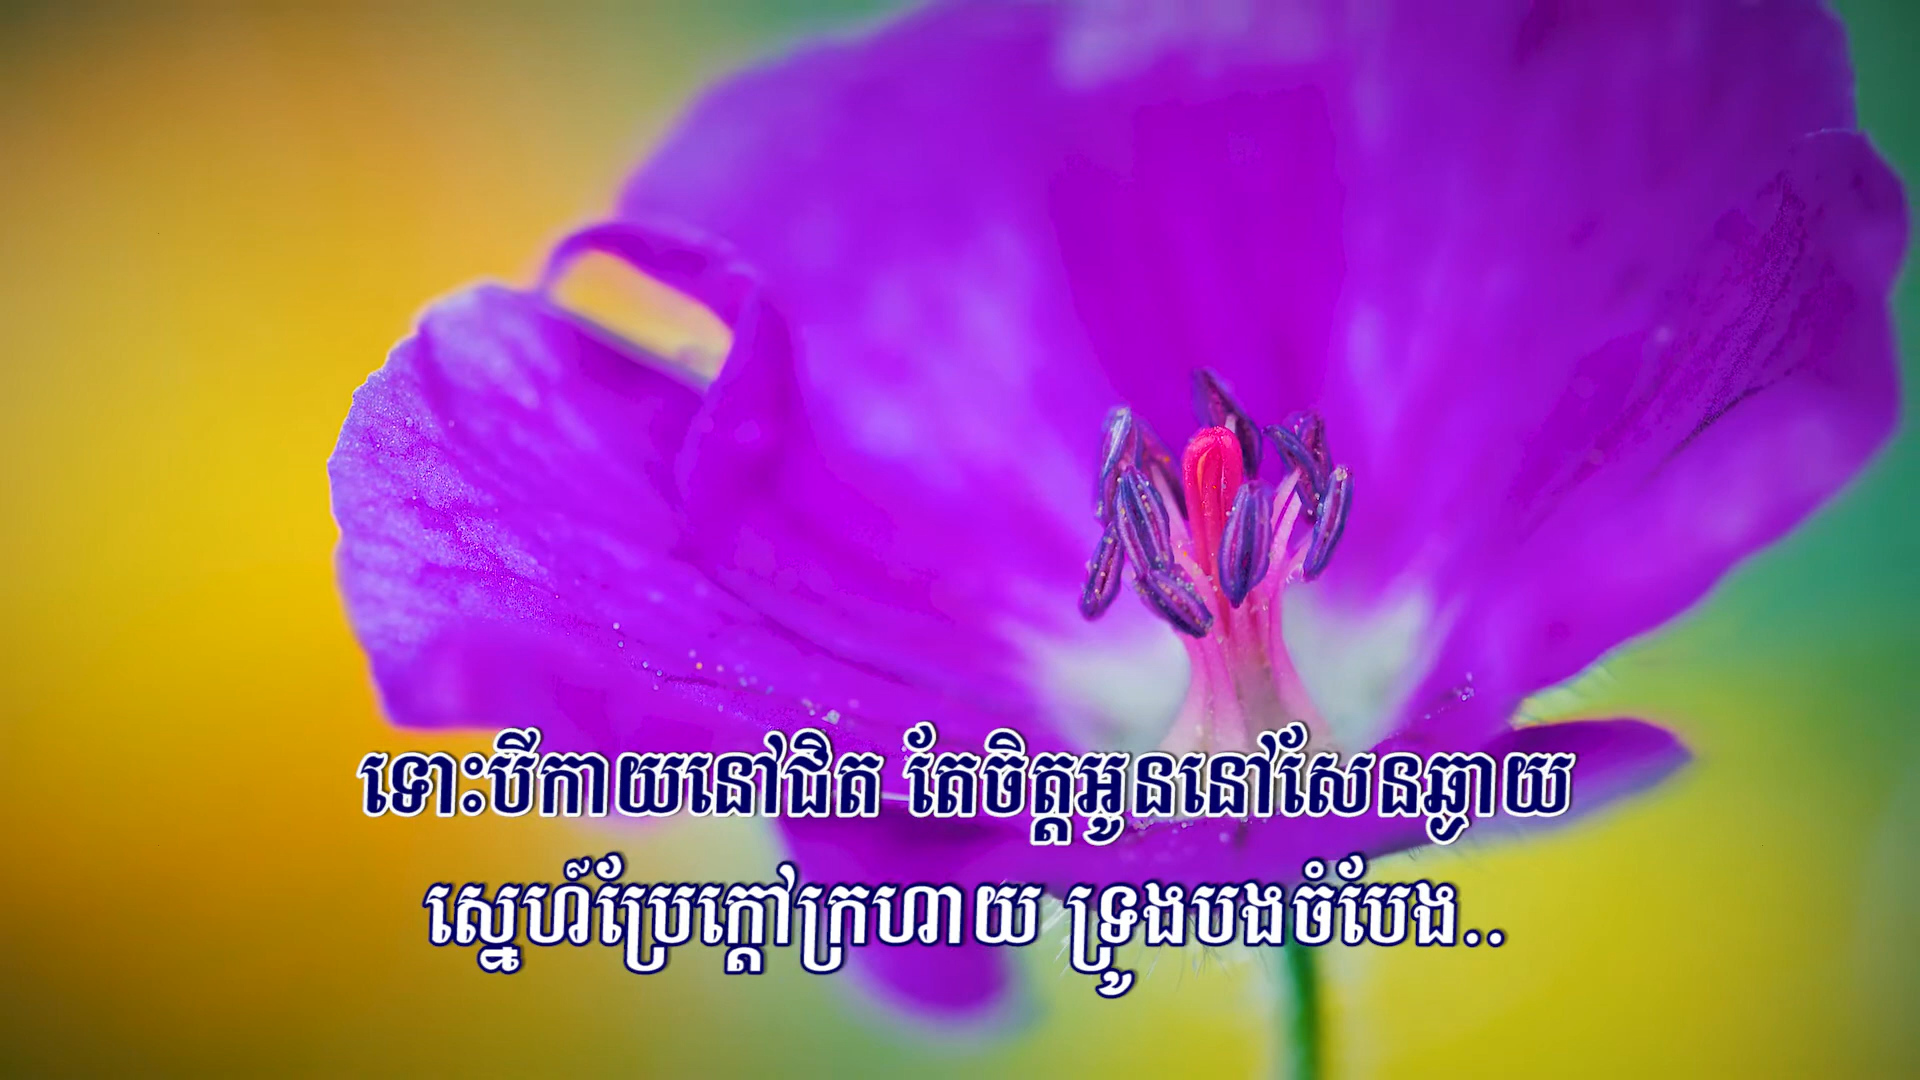 ទោះបីកាយនៅជិត តែចិត្តអូននៅសែនឆ្ងាយ
ស្នេហ៍ប្រែក្ដៅក្រហាយ ទ្រូងបងចំបែង..